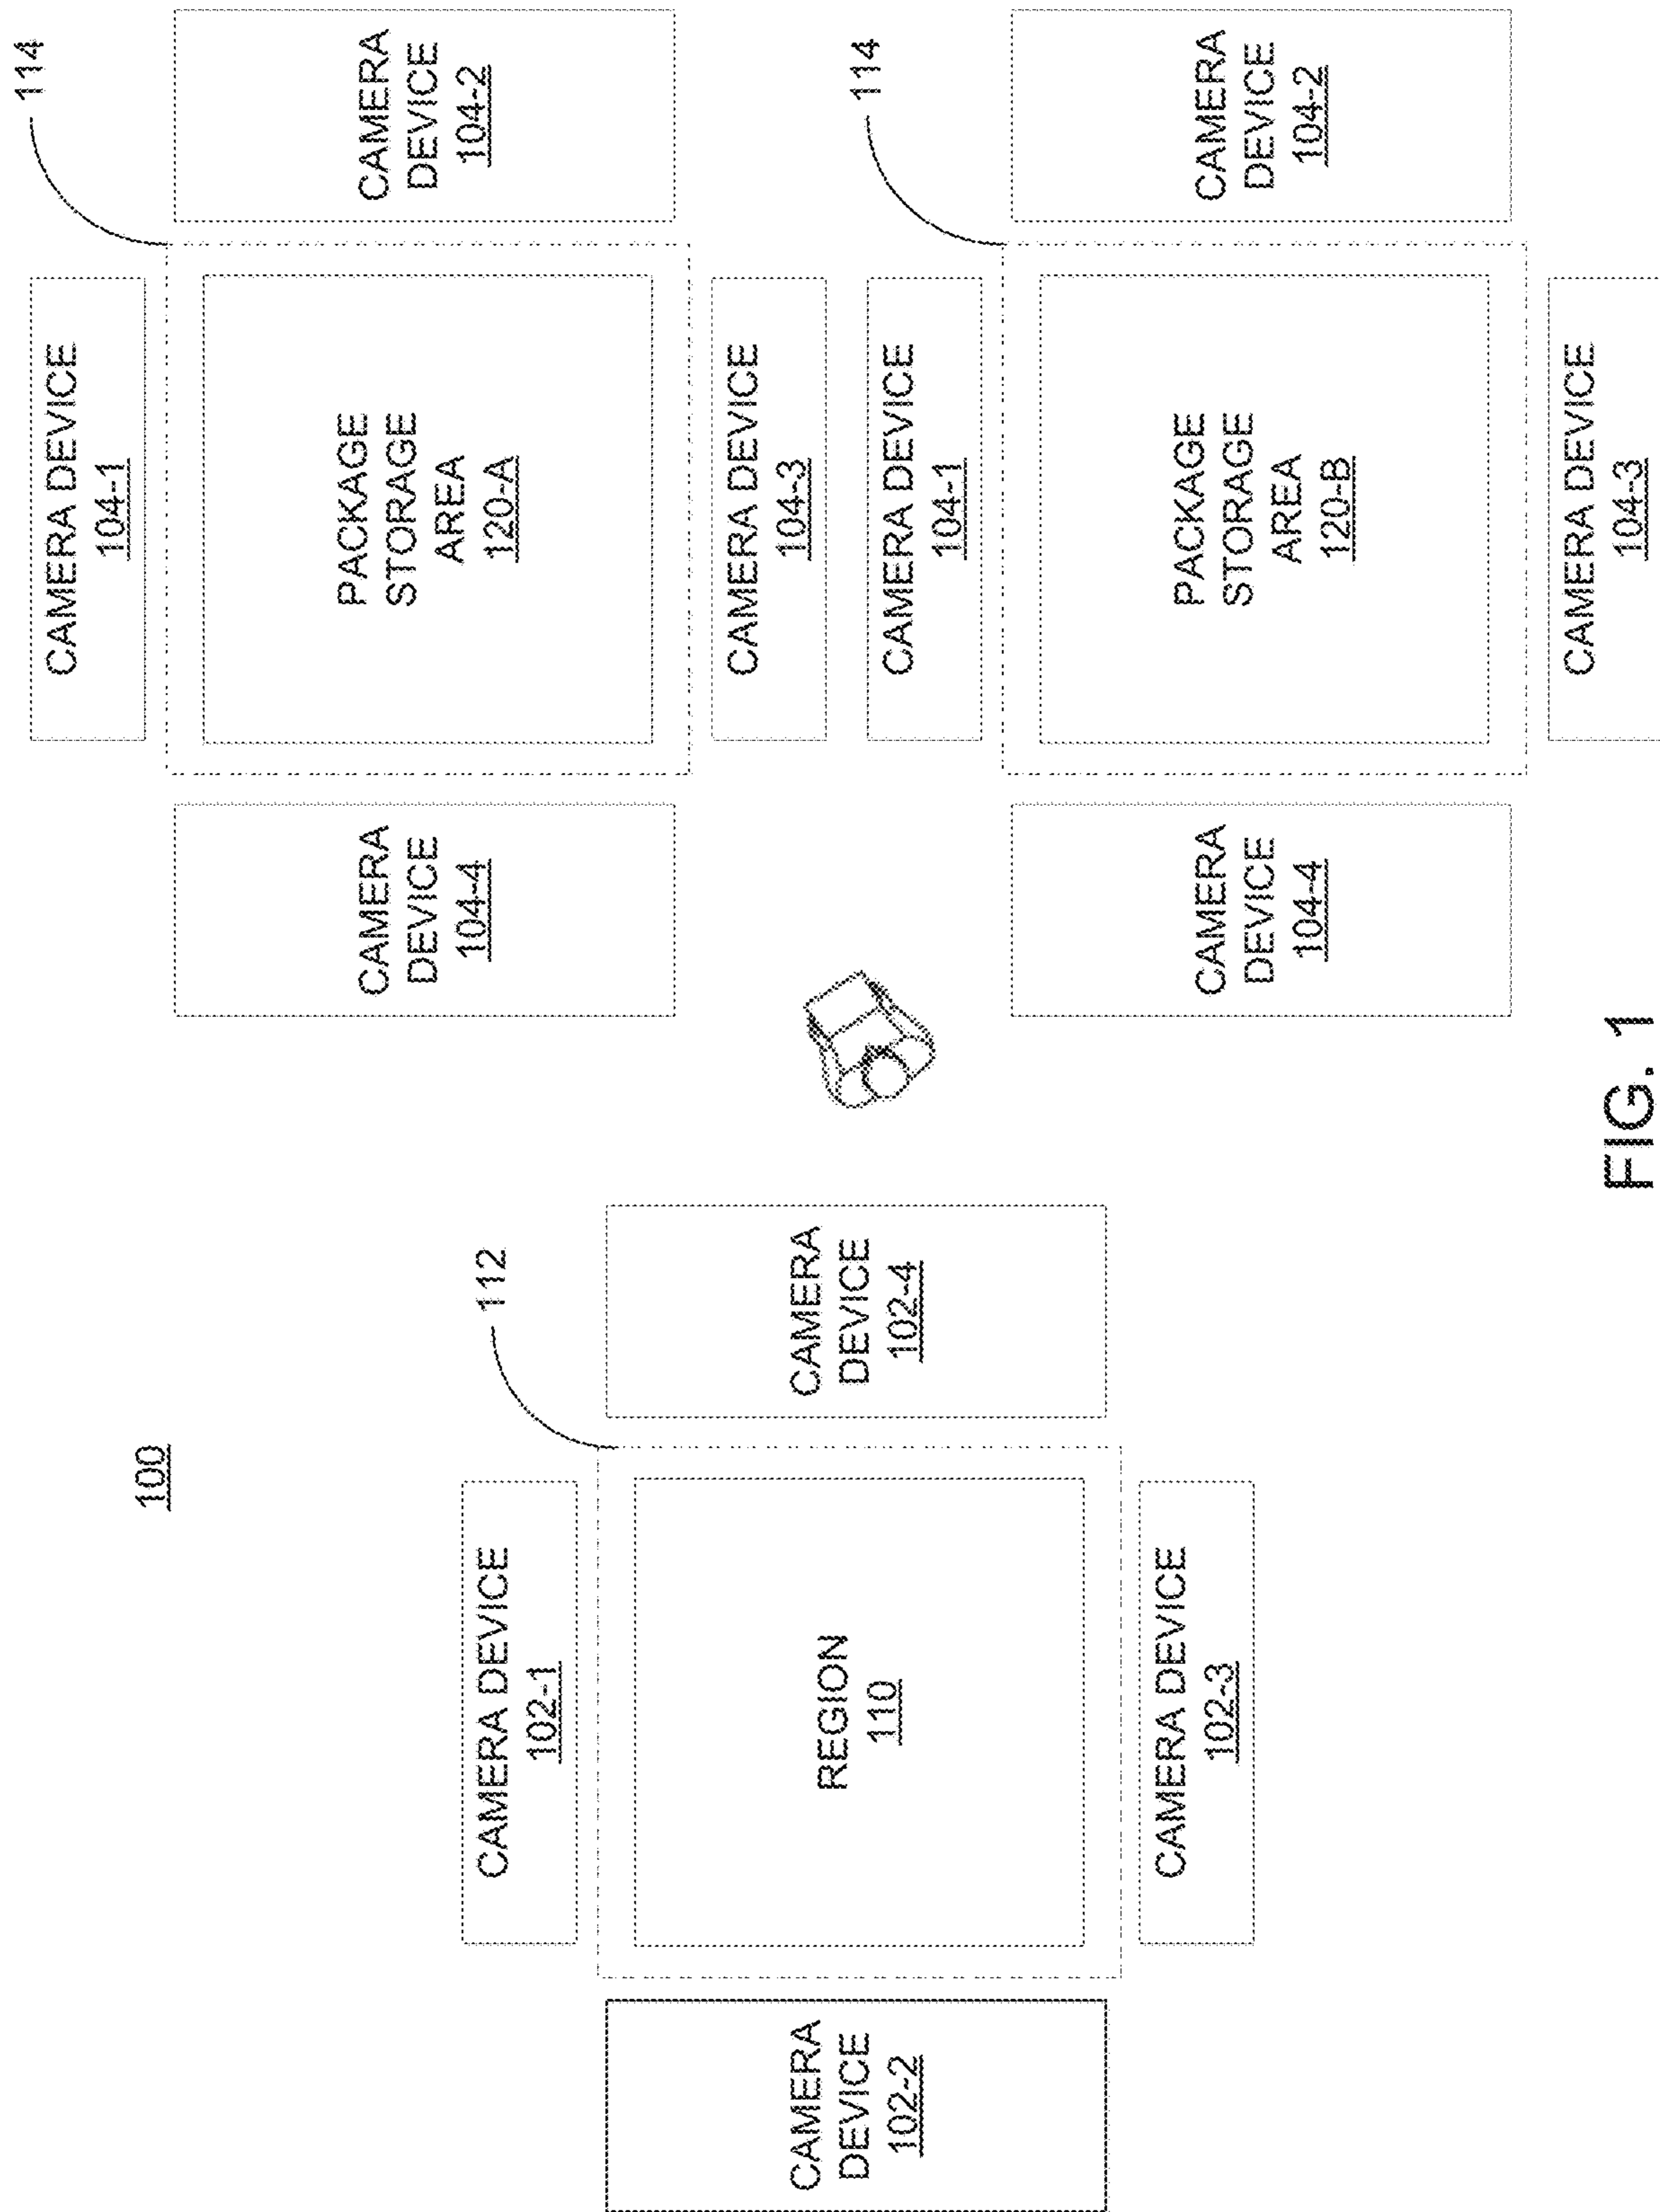 100
CAMERA DEVICE
102-1
112
CAMERA
DEVICE
102-2
REGION
110
CAMERA
DEVICE
102-4
CAMERA DEVICE
102-3
CAMERA DEVICE
104-1
114
CAMERA
DEVICE
104-4
PACKAGE
STORAGE
AREA
120-A
CAMERA
DEVICE
104-2
CAMERA DEVICE
104-3
CAMERA DEVICE
104-1
114
CAMERA
DEVICE
104-4
PACKAGE
STORAGE
AREA
120-B
CAMERA
DEVICE
104-2
CAMERA DEVICE
104-3
FIG. 1